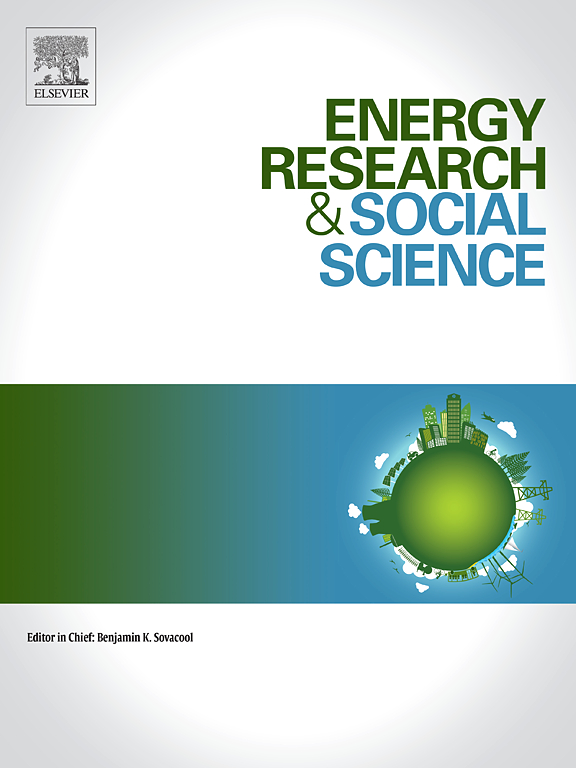 ELSEVIER
ENERGY
RESEARCH
& SOCIAL
SCIENCE
Editor in Chief: Benjamin K. Sovacool